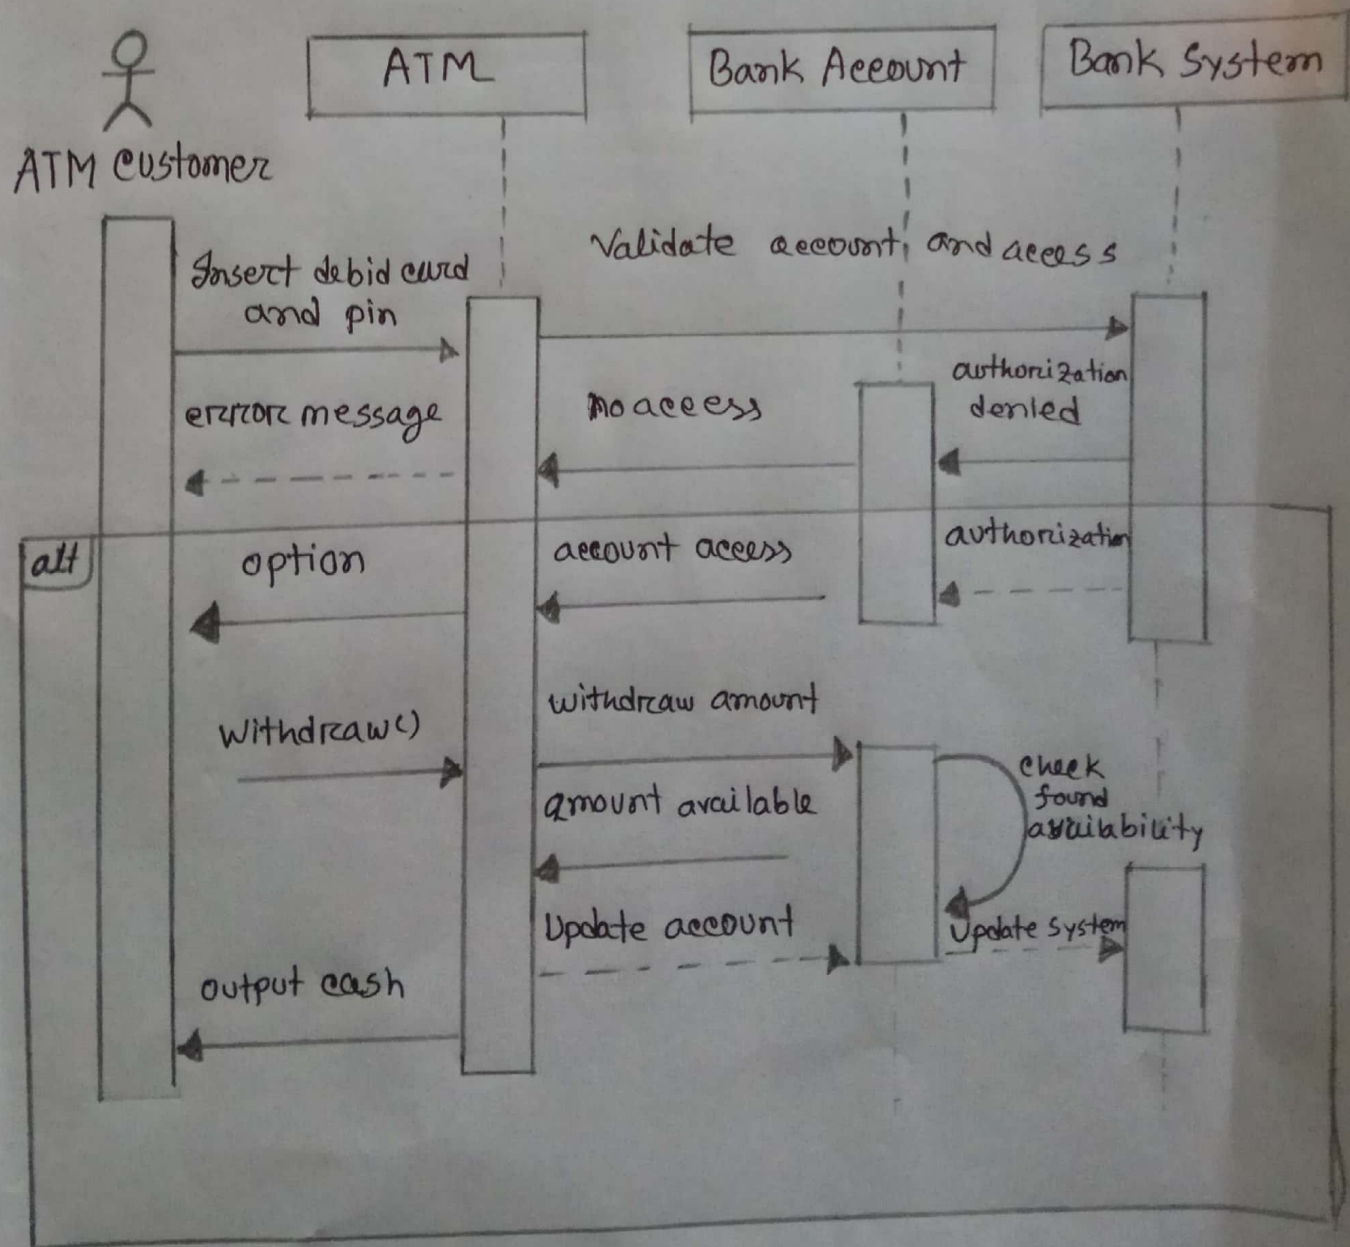 ATM
Bank Account
Bank System
ATM Customer
Validate account and access
Insert debid card
and pin
authorization
denied
error message
no access
alt
option
account access
authorization
withdraw amount
withdraw()
check
found
availability
amount available
Update account
Update system
output cash